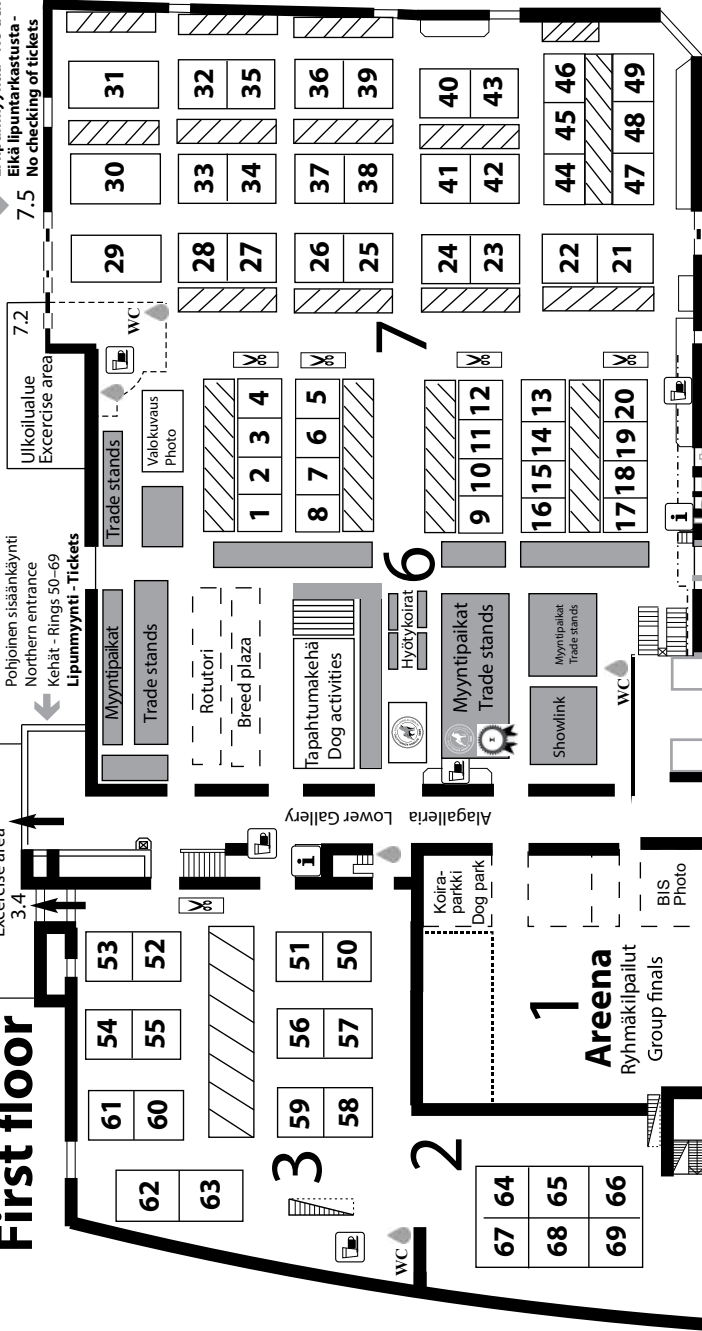 First floor
Excercise area
3.4
Pohjoinen sisäänkäynti
Northern entrance
Kehät - Rings 50–69
Lipunmyynti - Tickets
Ulkoilualue
Excercise area
7.2
Eikä lipuntarkastusta -
No checking of tickets
7.5
62
63
61
60
54
55
53
52
59
58
56
57
51
50
3
WC
2
67
64
68
65
69
66
1
Areena
Ryhmäkilpailut
Group finals
Koira-
parkki
Dog park
BIS
Photo
Alagalleria Lower Gallery
i
Myyntipaikat
Trade stands
Trade stands
Valokuvaus
Photo
WC
Rotutori
Breed plaza
Tapahtumakehä
Dog activities
Hyötykoirat
6
Myyntipaikat
Trade stands
Showlink
Myyntipaikat
Trade stands
WC
i
7
1
2
3
4
8
7
6
5
9
10
11
12
16
15
14
13
17
18
19
20
29
30
31
28
27
33
34
32
35
26
25
37
38
36
39
24
23
41
42
40
43
22
21
44
45
46
47
48
49